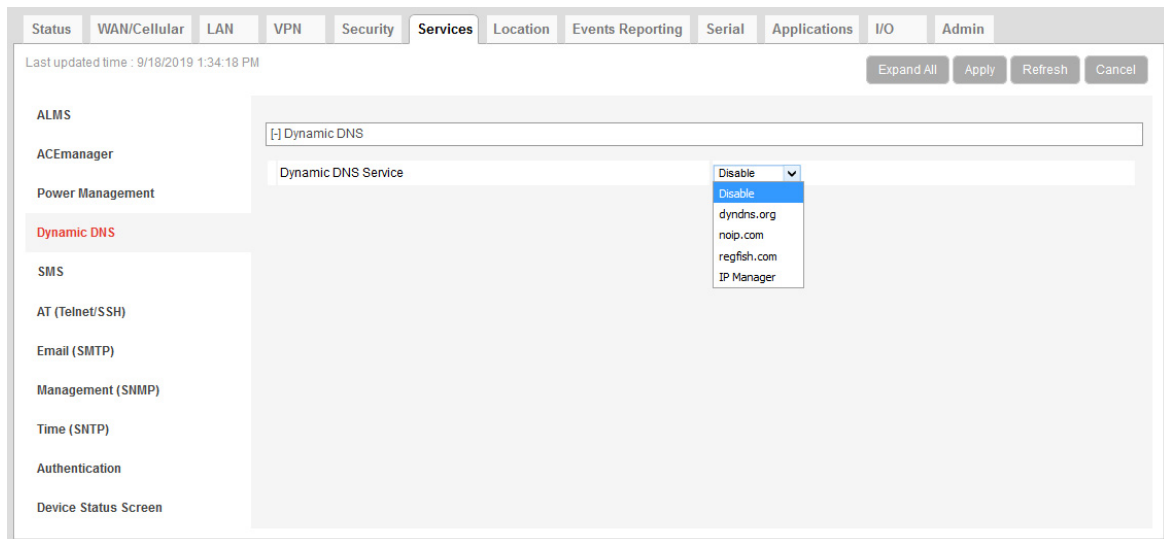 Status WAN/Cellular LAN VPN Security Services Location Events Reporting Serial Applications I/O Admin
Last updated time : 9/18/2019 1:34:18 PM
Expand All Apply Refresh Cancel
ALMS
[-] Dynamic DNS
ACEmanager
Dynamic DNS Service Disable
Power Management
Disable
dyndns.org
Dynamic DNS
noip.com
regfish.com
SMS
IP Manager
AT (Telnet/SSH)
Email (SMTP)
Management (SNMP)
Time (SNTP)
Authentication
Device Status Screen